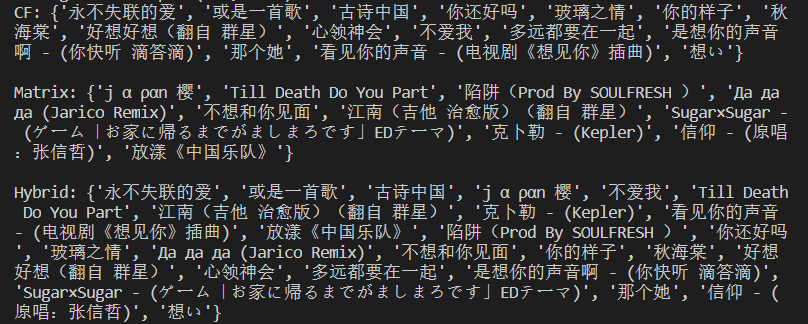 CF: {'永不失联的爱', '或是一首歌', '古诗中国', '你还好吗', '玻璃之情', '你的样子', '秋
海棠', '好想好想（翻自 群星）', '心领神会', '不爱我', '多远都要在一起', '是想你的声音
啊 - (你快听 滴答滴)', '那个她', '看见你的声音 - (电视剧《想见你》插曲)', '想い'}
Matrix: {'j α pαn 樱', 'Till Death Do You Part', '陷阱（Prod By SOULFRESH ）', 'Да да
да (Jarico Remix)', '不想和你见面', '江南（吉他 治愈版）（翻自 群星）', 'Sugar×Sugar -
(ゲーム「お家に帰るまでがましまろです」EDテーマ)', '克卜勒 - (Kepler)', '信仰 - (原唱
：张信哲)', '放漾《中国乐队》'}
Hybrid: {'永不失联的爱', '或是一首歌', '古诗中国', 'j α pαn 樱', '不爱我', 'Till Death
Do You Part', '江南（吉他 治愈版）（翻自 群星）', '克卜勒 - (Kepler)', '看见你的声音
- (电视剧《想见你》插曲)', '放漾《中国乐队》', '陷阱（Prod By SOULFRESH ）', '你还好吗
', '玻璃之情', 'Да да да (Jarico Remix)', '不想和你见面', '你的样子', '秋海棠', '好想
好想（翻自 群星）', '心领神会', '多远都要在一起', '是想你的声音啊 - (你快听 滴答滴)',
'Sugar×Sugar - (ゲーム「お家に帰るまでがましまろです」EDテーマ)', '那个她', '信仰 - (
原唱：张信哲)', '想い'}